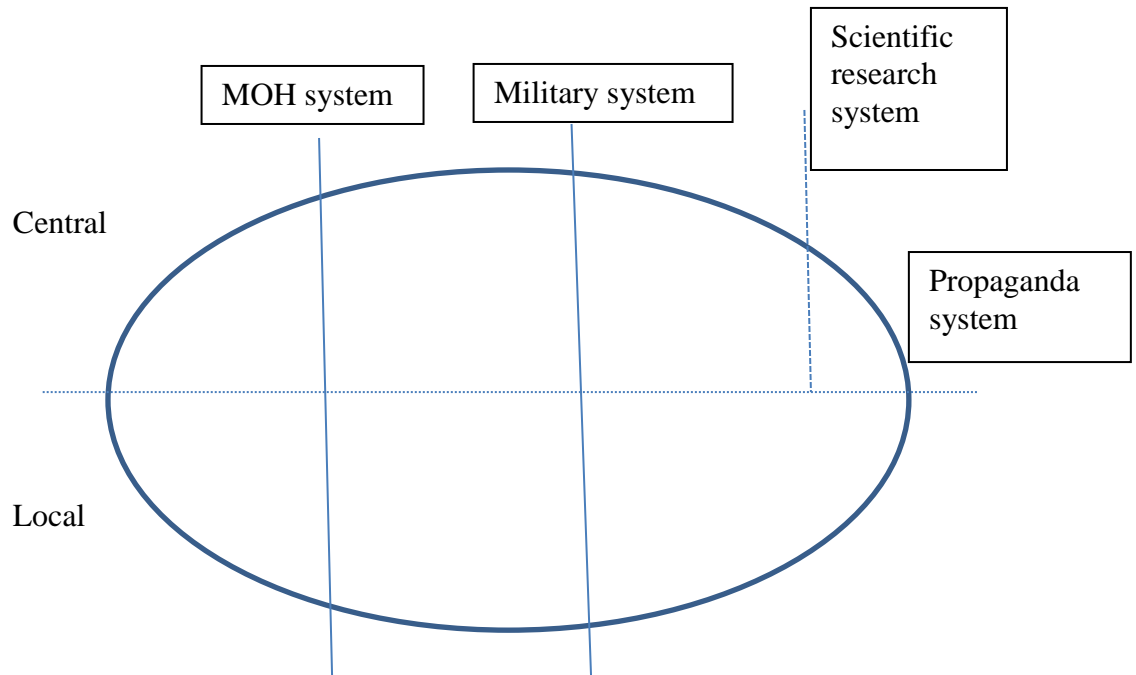 Scientific
research
system
MOH system
Military system
Central
Propaganda
system
Local